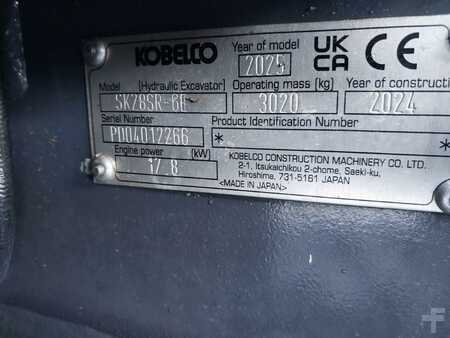 KOBELCO Year of model UK CA CE
2025
Model [Hydraulic Excavator] Operating mass [kg] Year of construction
SK28SR-6E 3020 2024
Serial Number Product Identification Number
PD04012266 * *
Engine power [kW]
17.8
KOBELCO CONSTRUCTION MACHINERY CO. LTD.
2-1, Itsukaichikou 2-chome, Saeki-ku,
Hiroshima, 731-5161 JAPAN
<MADE IN JAPAN>